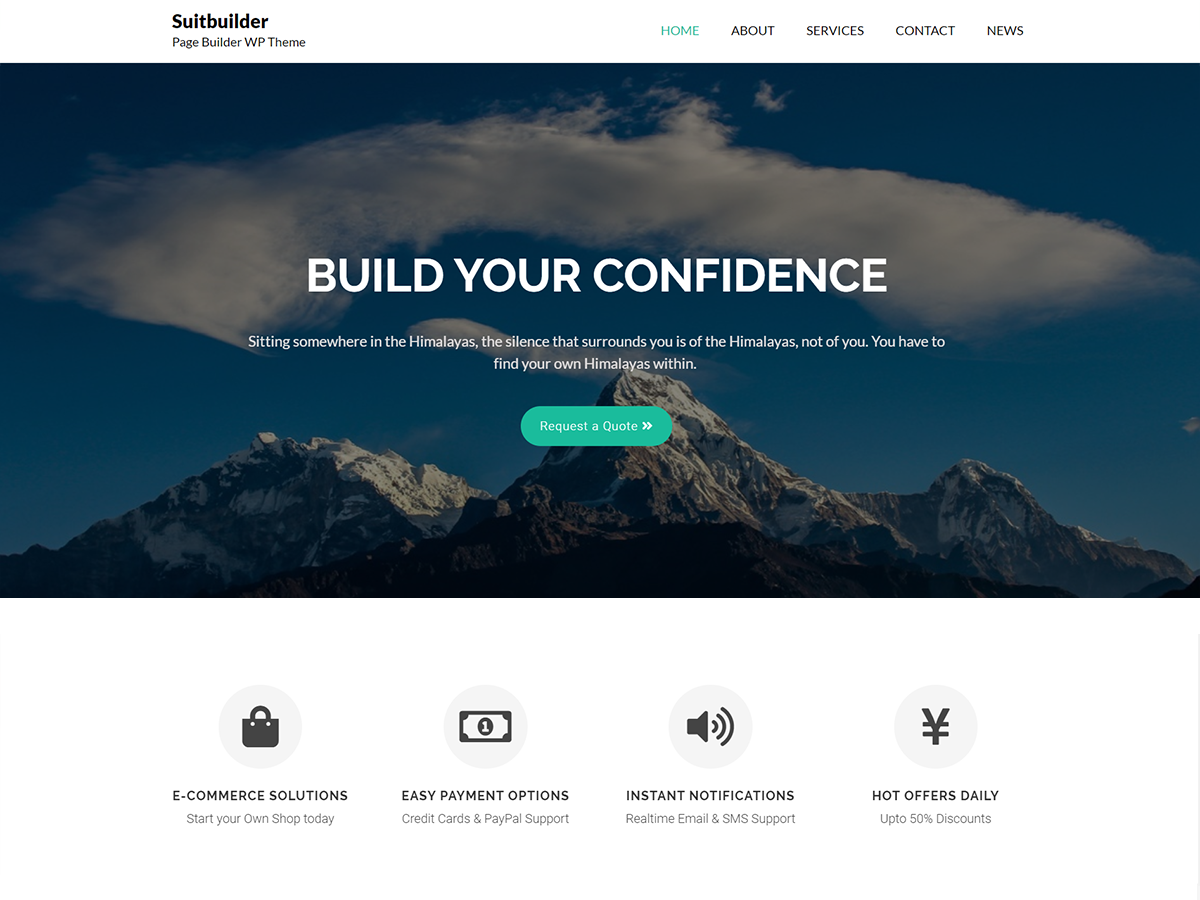 Suitbuilder
Page Builder WP Theme
HOME ABOUT SERVICES CONTACT NEWS
BUILD YOUR CONFIDENCE
Sitting somewhere in the Himalayas, the silence that surrounds you is of the Himalayas, not of you. You have to
find your own Himalayas within.
Request a Quote »
1
¥
E-COMMERCE SOLUTIONS
Start your Own Shop today
EASY PAYMENT OPTIONS
Credit Cards & PayPal Support
INSTANT NOTIFICATIONS
Realtime Email & SMS Support
HOT OFFERS DAILY
Upto 50% Discounts